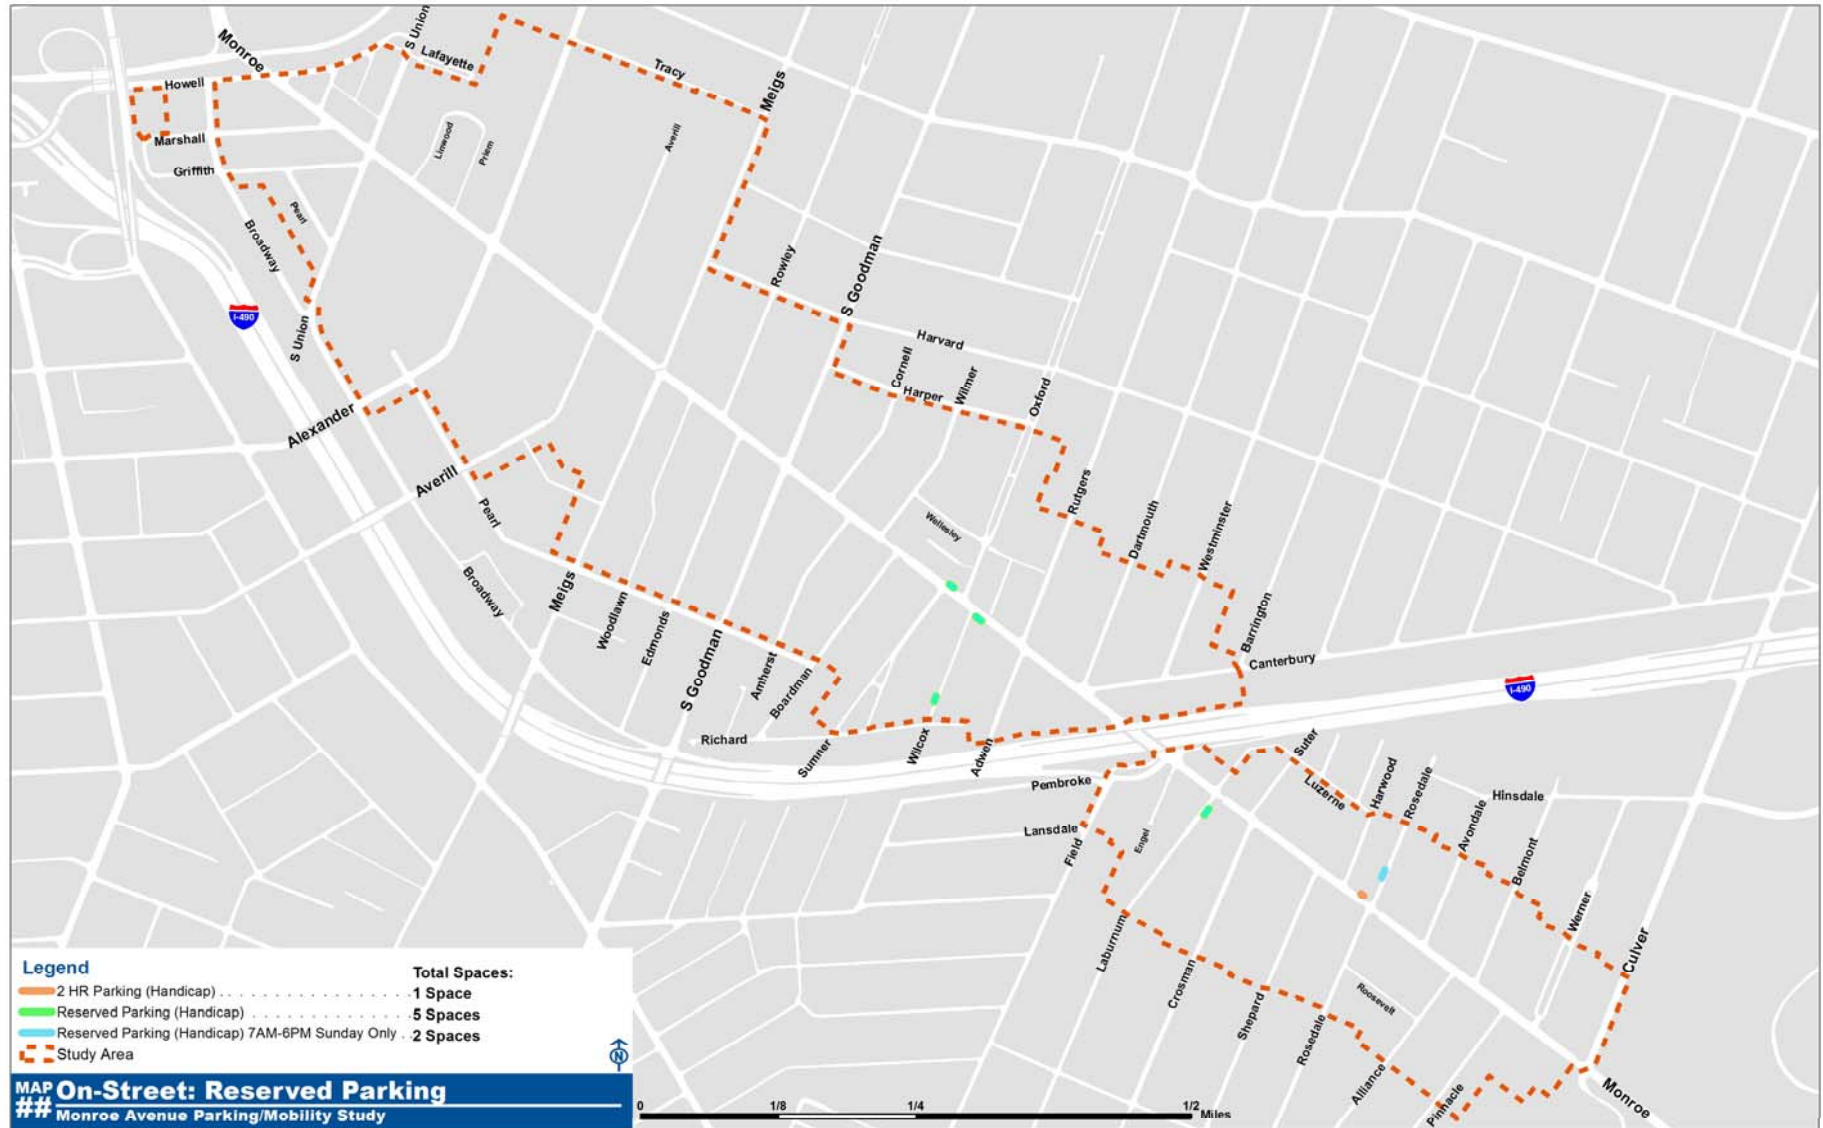 S Union
Monroe
Lafayette
Tracy
Meigs
Howell
Marshall
Griffith
Linwood
Priem
Averill
Pearl
Broadway
Rowley
S Goodman
I-490
S Union
Harvard
Cornell
Harper
Wilmer
Oxford
Alexander
Averill
Pearl
Rutgers
Wellesley
Dartmouth
Westminster
Broadway
Meigs
Woodlawn
Edmonds
S Goodman
Amherst
Boardman
Barrington
Canterbury
I-490
Richard
Sumner
Wilcox
Adwen
Suter
Pembroke
Luzerne
Harwood
Rosedale
Hinsdale
Lansdale
Field
Engel
Avondale
Belmont
Werner
Culver
Laburnum
Crosman
Shepard
Rosedale
Roosevelt
Alliance
Pinnacle
Monroe
Legend
Total Spaces:
2 HR Parking (Handicap) . . . . . . . . . . . . . . . . . 1 Space
Reserved Parking (Handicap) . . . . . . . . . . . . . . 5 Spaces
Reserved Parking (Handicap) 7AM-6PM Sunday Only . . 2 Spaces
Study Area
N
MAP ## On-Street: Reserved Parking
Monroe Avenue Parking/Mobility Study
0 1/8 1/4 1/2 Miles